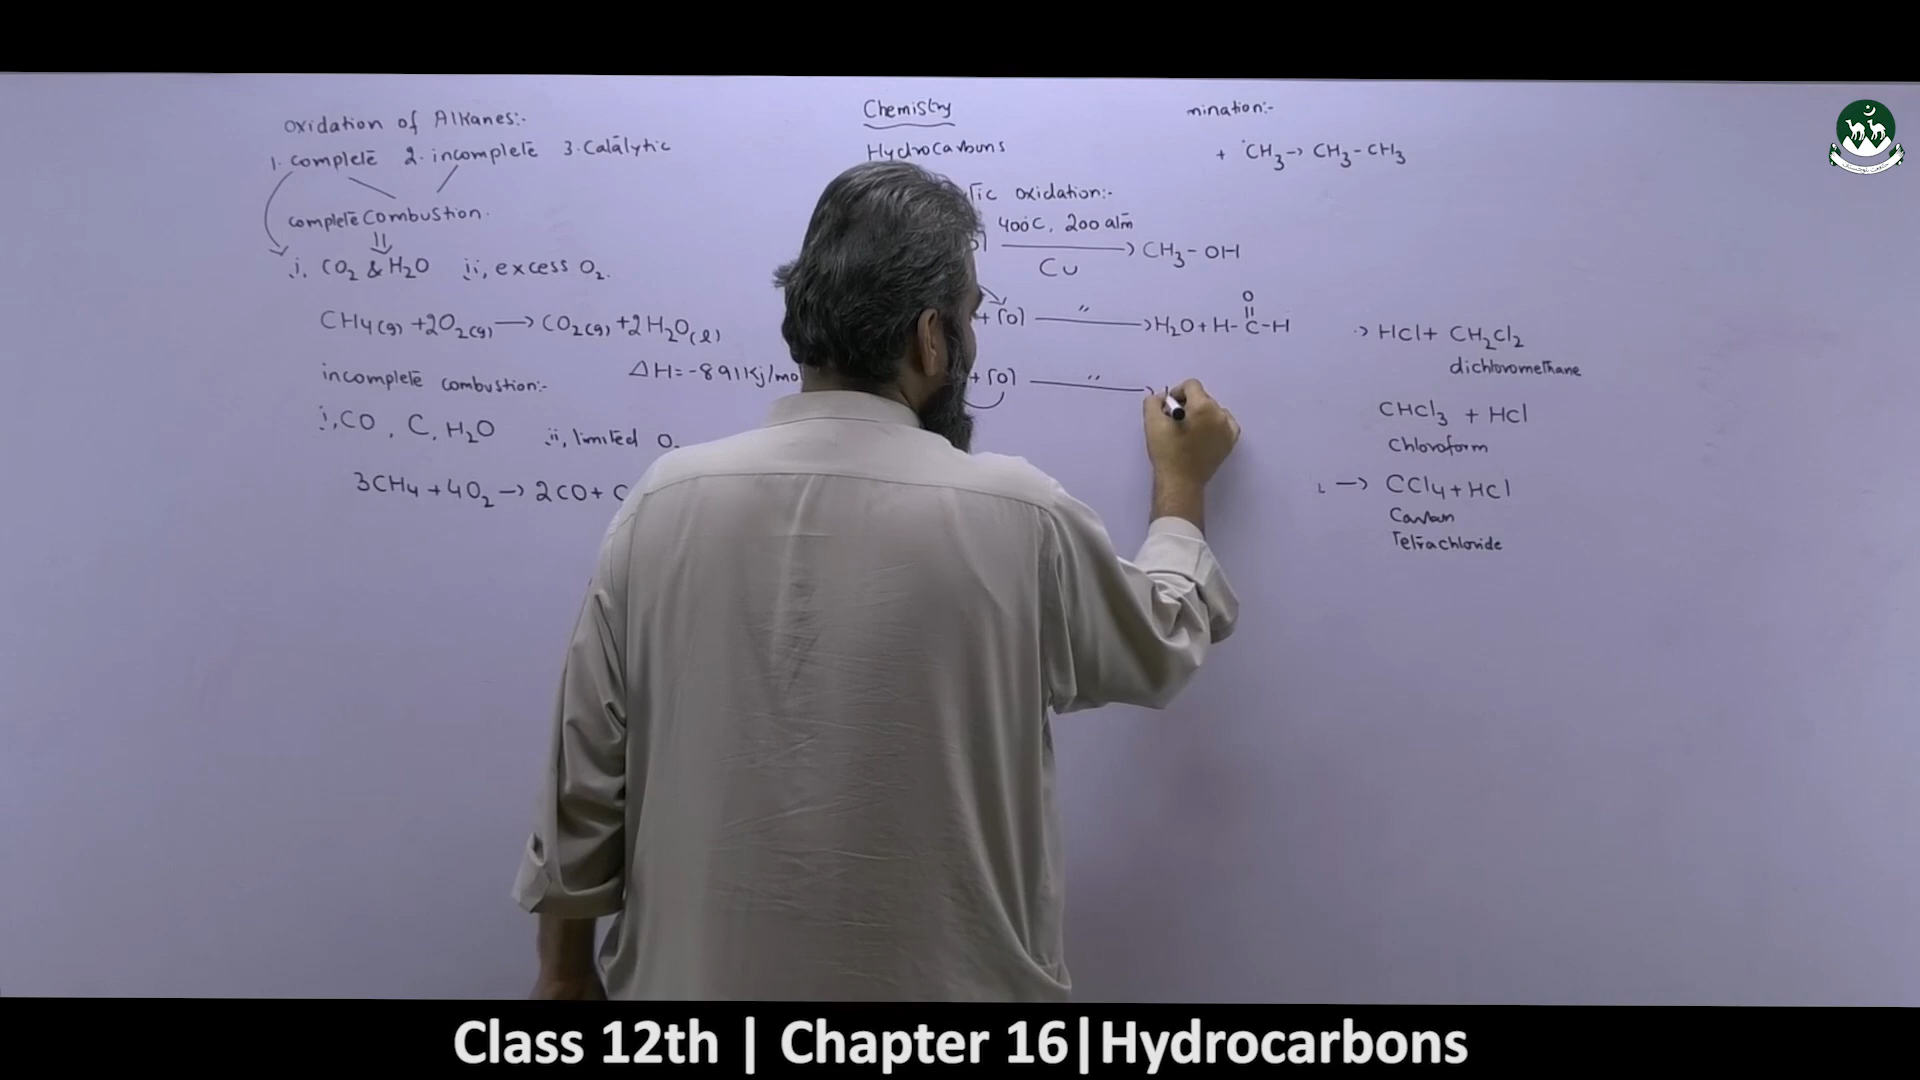 oxidation of Alkanes:-
1. complete 2. incomplete 3. Catalytic
complete Combustion.
i, CO₂ & H₂O ii, excess O₂.
CH₄(g) + 2O₂(g) → CO₂(g) + 2H₂O(l)
ΔH = -891 Kj/mo
incomplete combustion:-
i, CO, C, H₂O ii, limited O
3CH₄ + 4O₂ → 2CO + C
Chemistry
HydroCarbons
tic oxidation:-
400°C, 200 atm
→ CH₃ - OH
Cu
O
+ [O] —"→ H₂O + H - C - H
+ [O] —"→
mination:-
+ ˙CH₃ → CH₃ - CH₃
→ HCl + CH₂Cl₂
dichloromethane
CHCl₃ + HCl
Chloroform
→ CCl₄ + HCl
Carbon
Tetrachloride
Class 12th | Chapter 16|Hydrocarbons